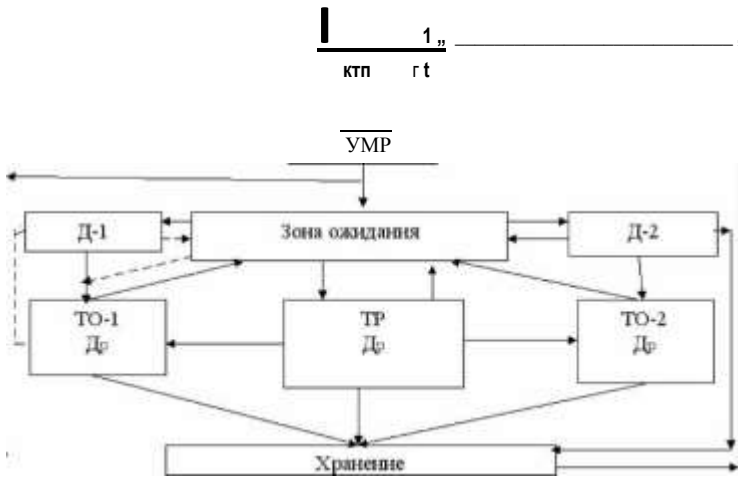 1 „
ктп г t
УМР
Д-1 Зона ожидания Д-2
ТО-1 ТР ТО-2
Др Др Др
Хранение